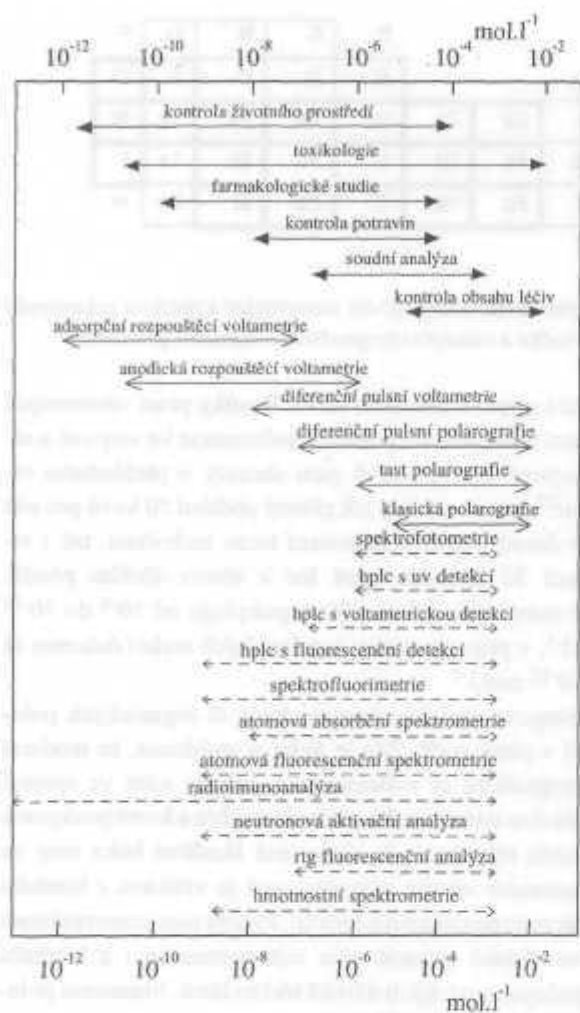 10⁻¹² 10⁻¹⁰ 10⁻⁸ 10⁻⁶ 10⁻⁴ mol.l⁻¹ 10⁻²
kontrola životního prostředí
toxikologie
farmakologické studie
kontrola potravin
soudní analýza
kontrola obsahu léčiv
adsorpční rozpouštěcí voltametrie
anodická rozpouštěcí voltametrie
diferenční pulsní voltametrie
diferenční pulsní polarografie
tast polarografie
klasická polarografie
spektrofotometrie
hplc s uv detekcí
hplc s voltametrickou detekcí
hplc s fluorescenční detekcí
spektrofluorimetrie
atomová absorbční spektrometrie
atomová fluorescenční spektrometrie
radioimunoanalýza
neutronová aktivační analýza
rtg fluorescenční analýza
hmotnostní spektrometrie
10⁻¹² 10⁻¹⁰ 10⁻⁸ 10⁻⁶ 10⁻⁴ 10⁻²
mol.l⁻¹